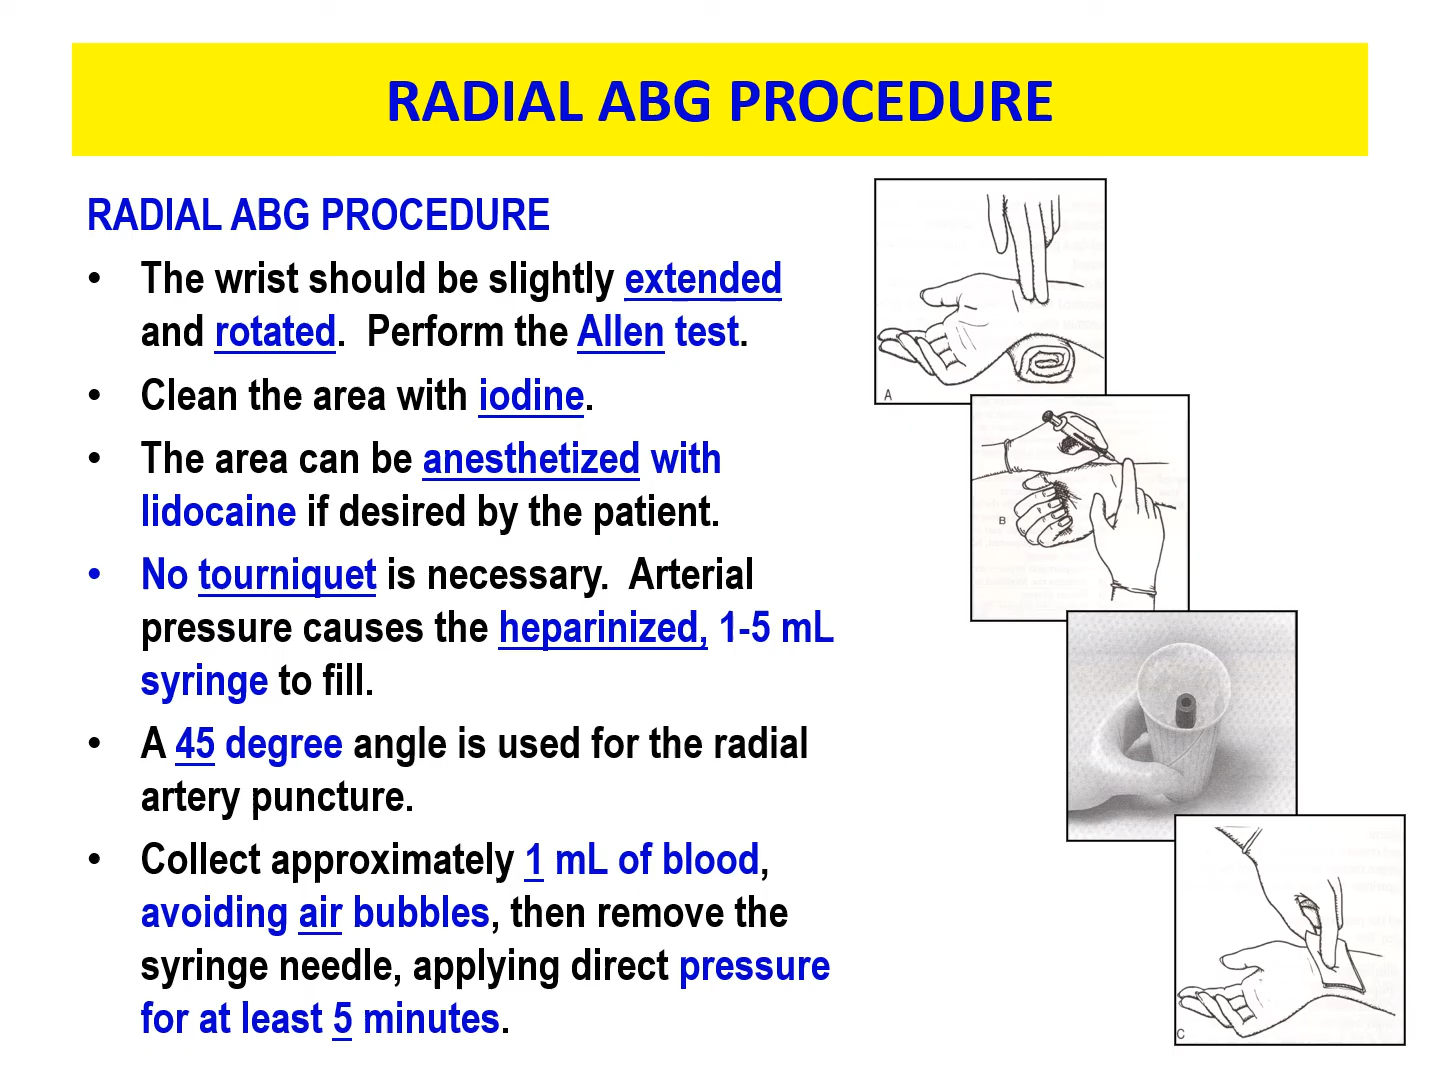 RADIAL ABG PROCEDURE
RADIAL ABG PROCEDURE
• The wrist should be slightly extended
and rotated.  Perform the Allen test.
• Clean the area with iodine.
• The area can be anesthetized with
lidocaine if desired by the patient.
• No tourniquet is necessary.  Arterial
pressure causes the heparinized, 1-5 mL
syringe to fill.
• A 45 degree angle is used for the radial
artery puncture.
• Collect approximately 1 mL of blood,
avoiding air bubbles, then remove the
syringe needle, applying direct pressure
for at least 5 minutes.
A
B
C